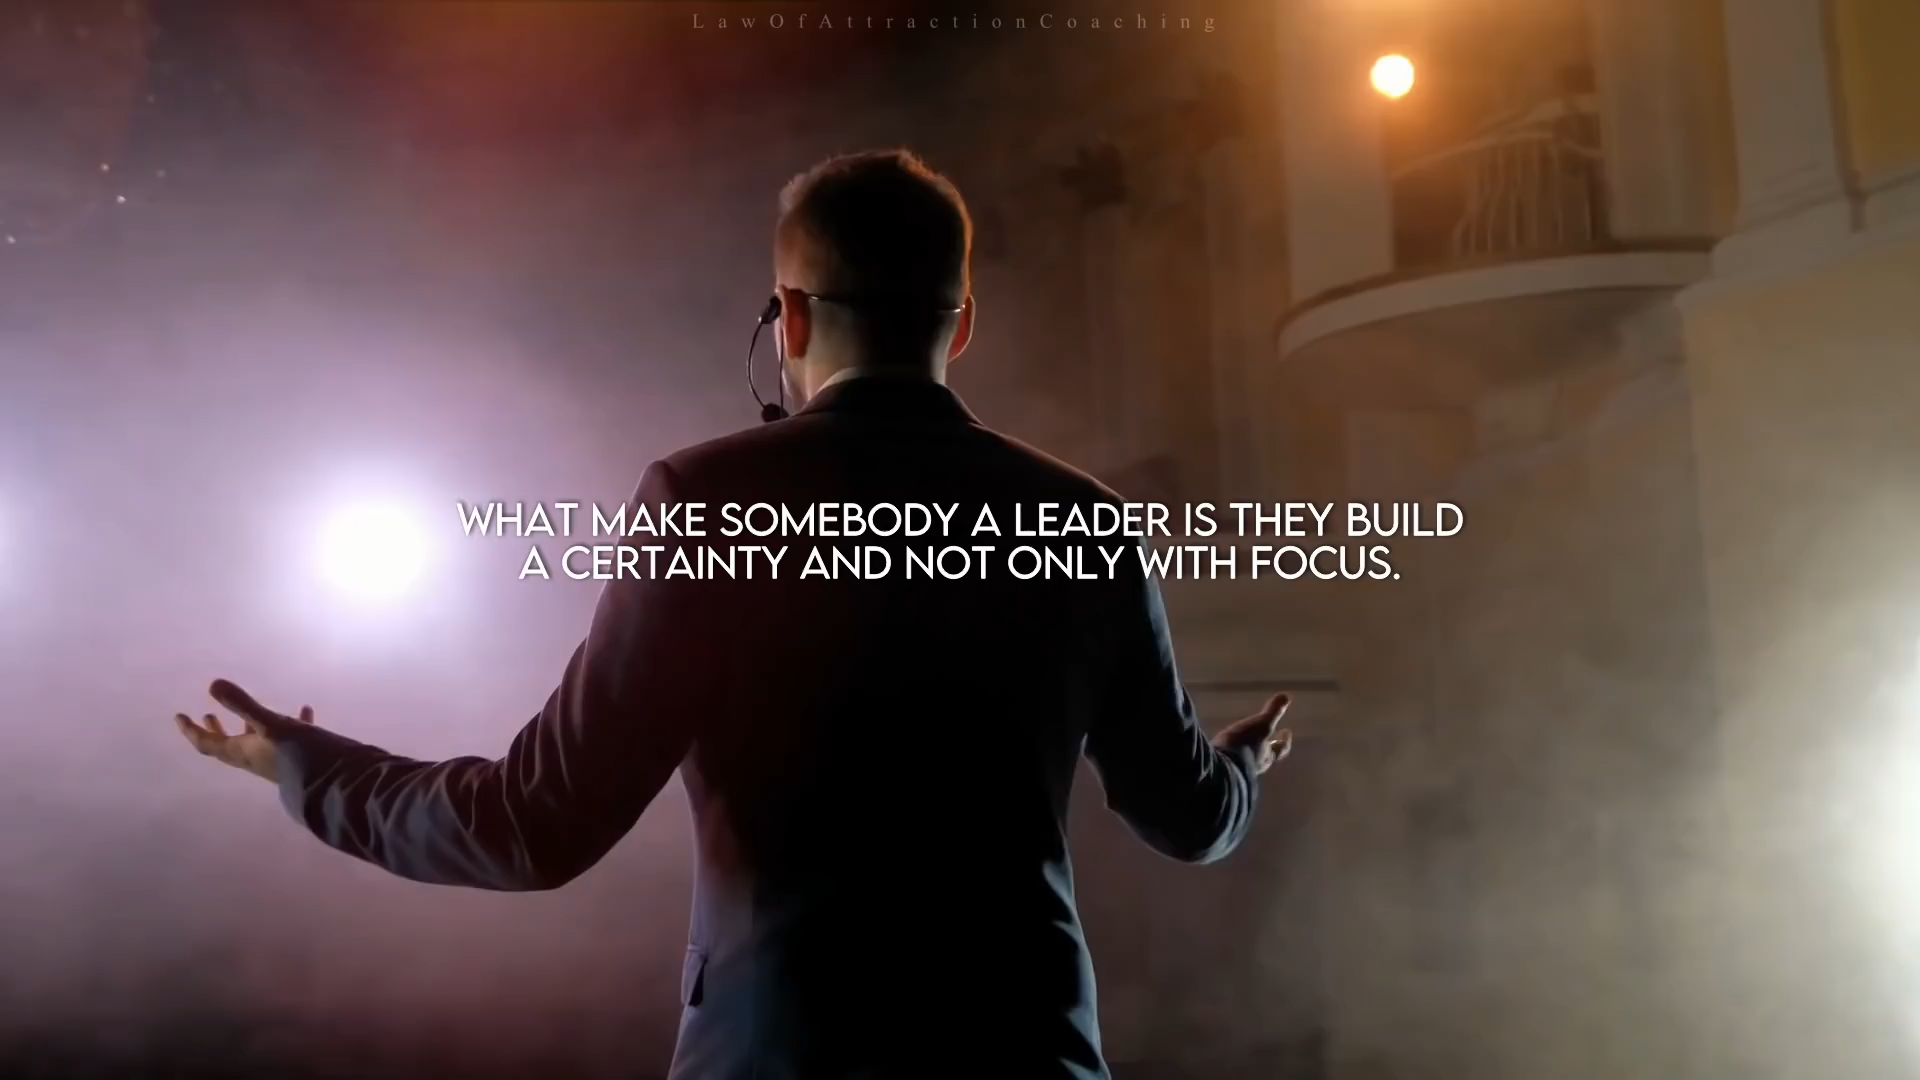 LawOfAttractionCoaching
WHAT MAKE SOMEBODY A LEADER IS THEY BUILD
A CERTAINTY AND NOT ONLY WITH FOCUS.